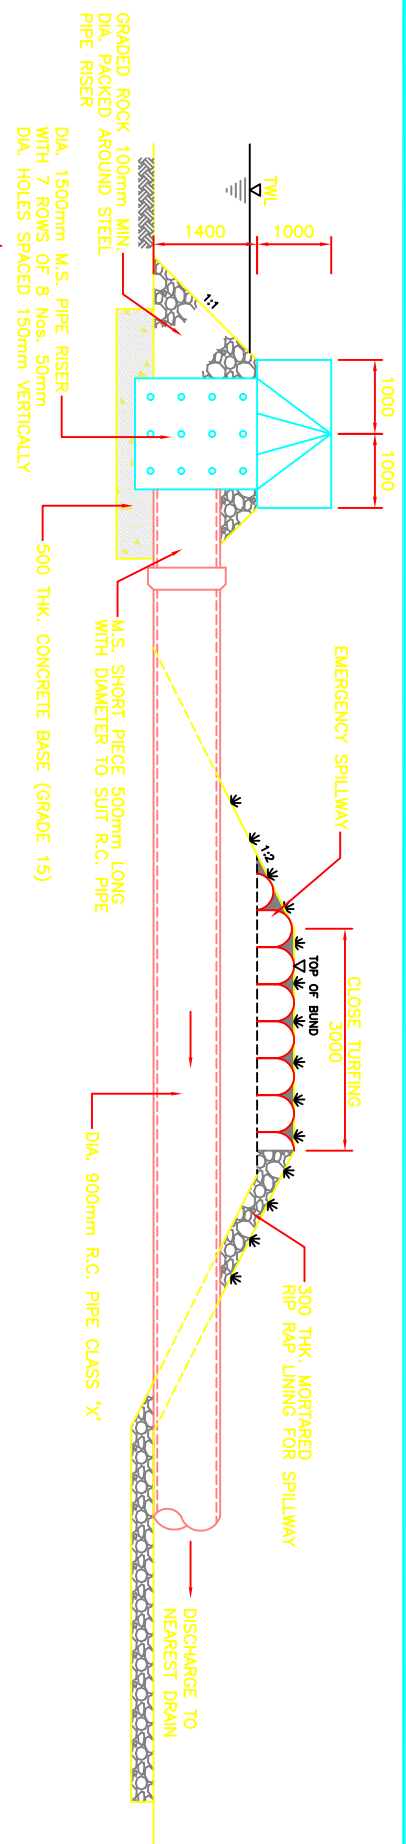 GRADED ROCK 100mm MIN.
DIA. PACKED AROUND STEEL
PIPE RISER
DIA. 1500mm M.S. PIPE RISER
WITH 7 ROWS OF 8 Nos. 50mm
DIA. HOLES SPACED 150mm VERTICALLY
TWL
1400
1000
1:1
1000
1000
500 THK. CONCRETE BASE (GRADE 15)
M.S. SHORT PIECE 500mm LONG
WITH DIAMETER TO SUIT R.C. PIPE
EMERGENCY SPILLWAY
1:2
TOP OF BUND
CLOSE TURFING
3000
DIA. 900mm R.C. PIPE CLASS 'X'
300 THK. MORTARED
RIP RAP LINING FOR SPILLWAY
DISCHARGE TO
NEAREST DRAIN